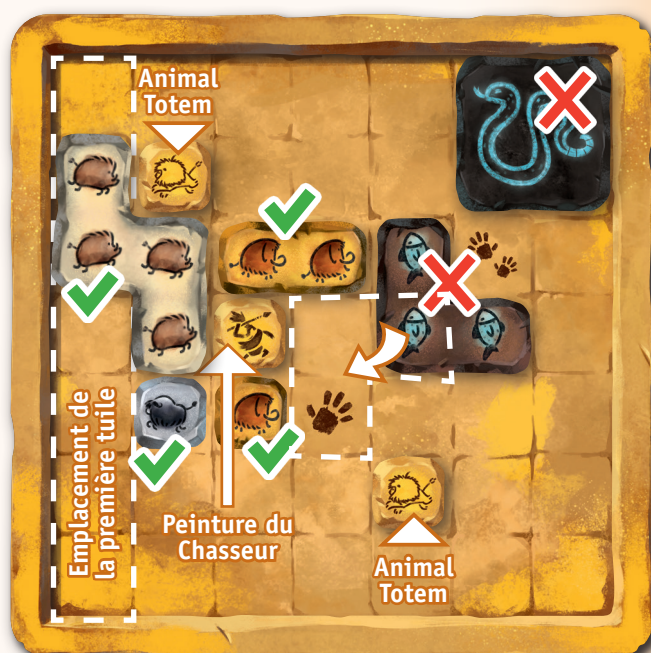 Animal
Totem
Emplacement de
la première tuile
Peinture du
Chasseur
Animal
Totem